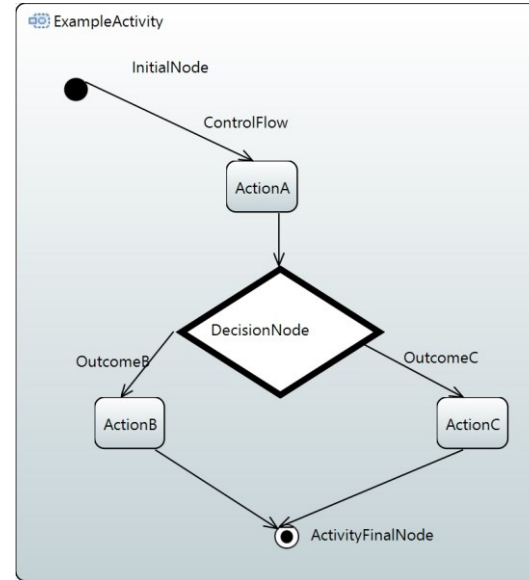 ExampleActivity
InitialNode
ControlFlow
ActionA
DecisionNode
OutcomeB
OutcomeC
ActionB
ActionC
ActivityFinalNode